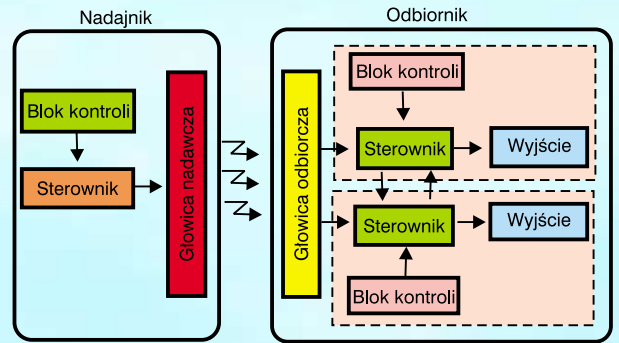 Nadajnik
Blok kontroli
Sterownik
Głowica nadawcza
Odbiornik
Głowica odbiorcza
Blok kontroli
Sterownik
Wyjście
Sterownik
Wyjście
Blok kontroli